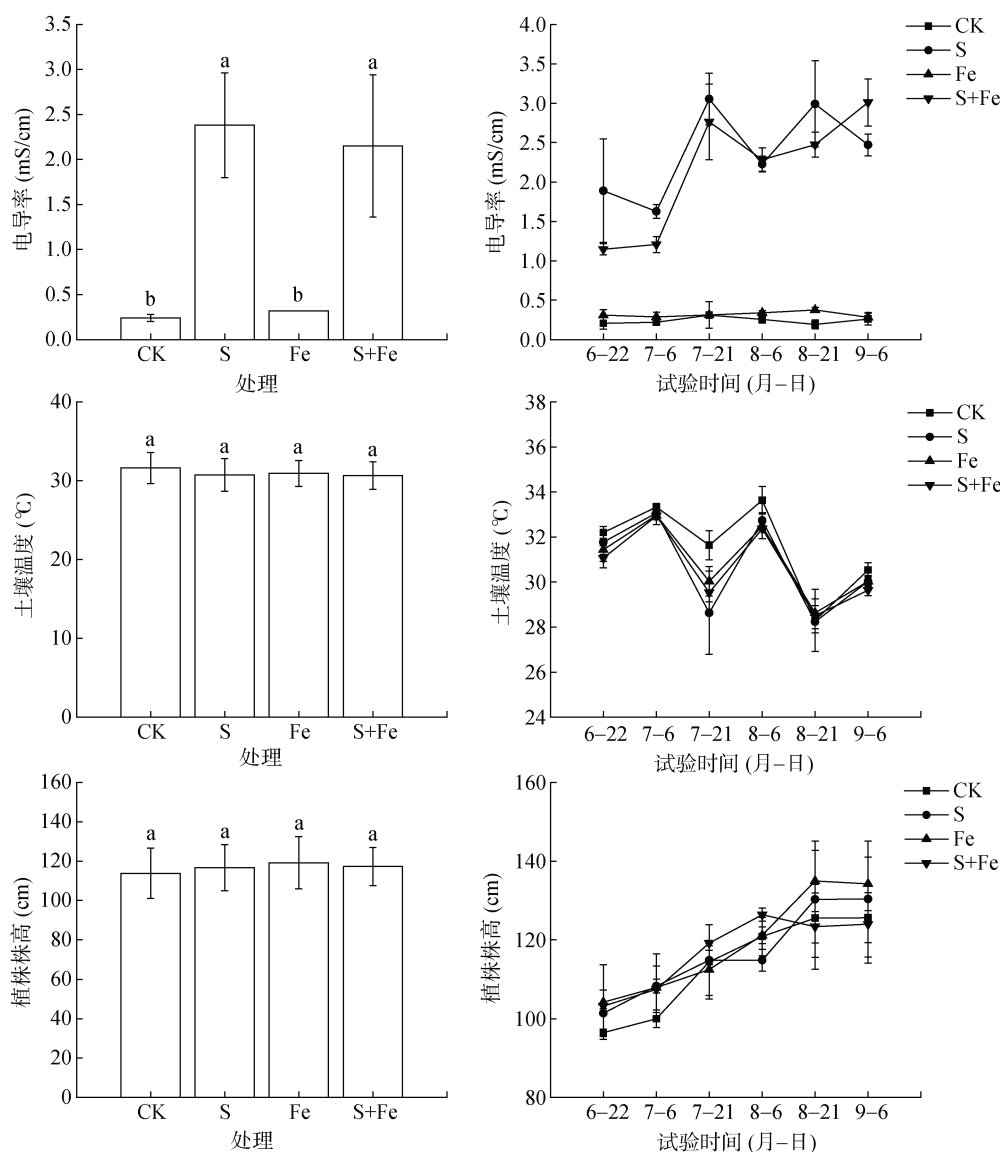 3.5
3.0
2.5
2.0
1.5
1.0
0.5
0.0
电导率 (mS/cm)
b
a
b
a
CK
S
Fe
S+Fe
处理
4.0
3.5
3.0
2.5
2.0
1.5
1.0
0.5
0.0
电导率 (mS/cm)
CK
S
Fe
S+Fe
6–22
7–6
7–21
8–6
8–21
9–6
试验时间 (月–日)
40
30
20
10
0
土壤温度 (℃)
a
a
a
a
CK
S
Fe
S+Fe
处理
38
36
34
32
30
28
26
24
土壤温度 (℃)
CK
S
Fe
S+Fe
6–22
7–6
7–21
8–6
8–21
9–6
试验时间 (月–日)
160
140
120
100
80
60
40
20
0
植株株高 (cm)
a
a
a
a
CK
S
Fe
S+Fe
处理
160
140
120
100
80
植株株高 (cm)
CK
S
Fe
S+Fe
6–22
7–6
7–21
8–6
8–21
9–6
试验时间 (月–日)